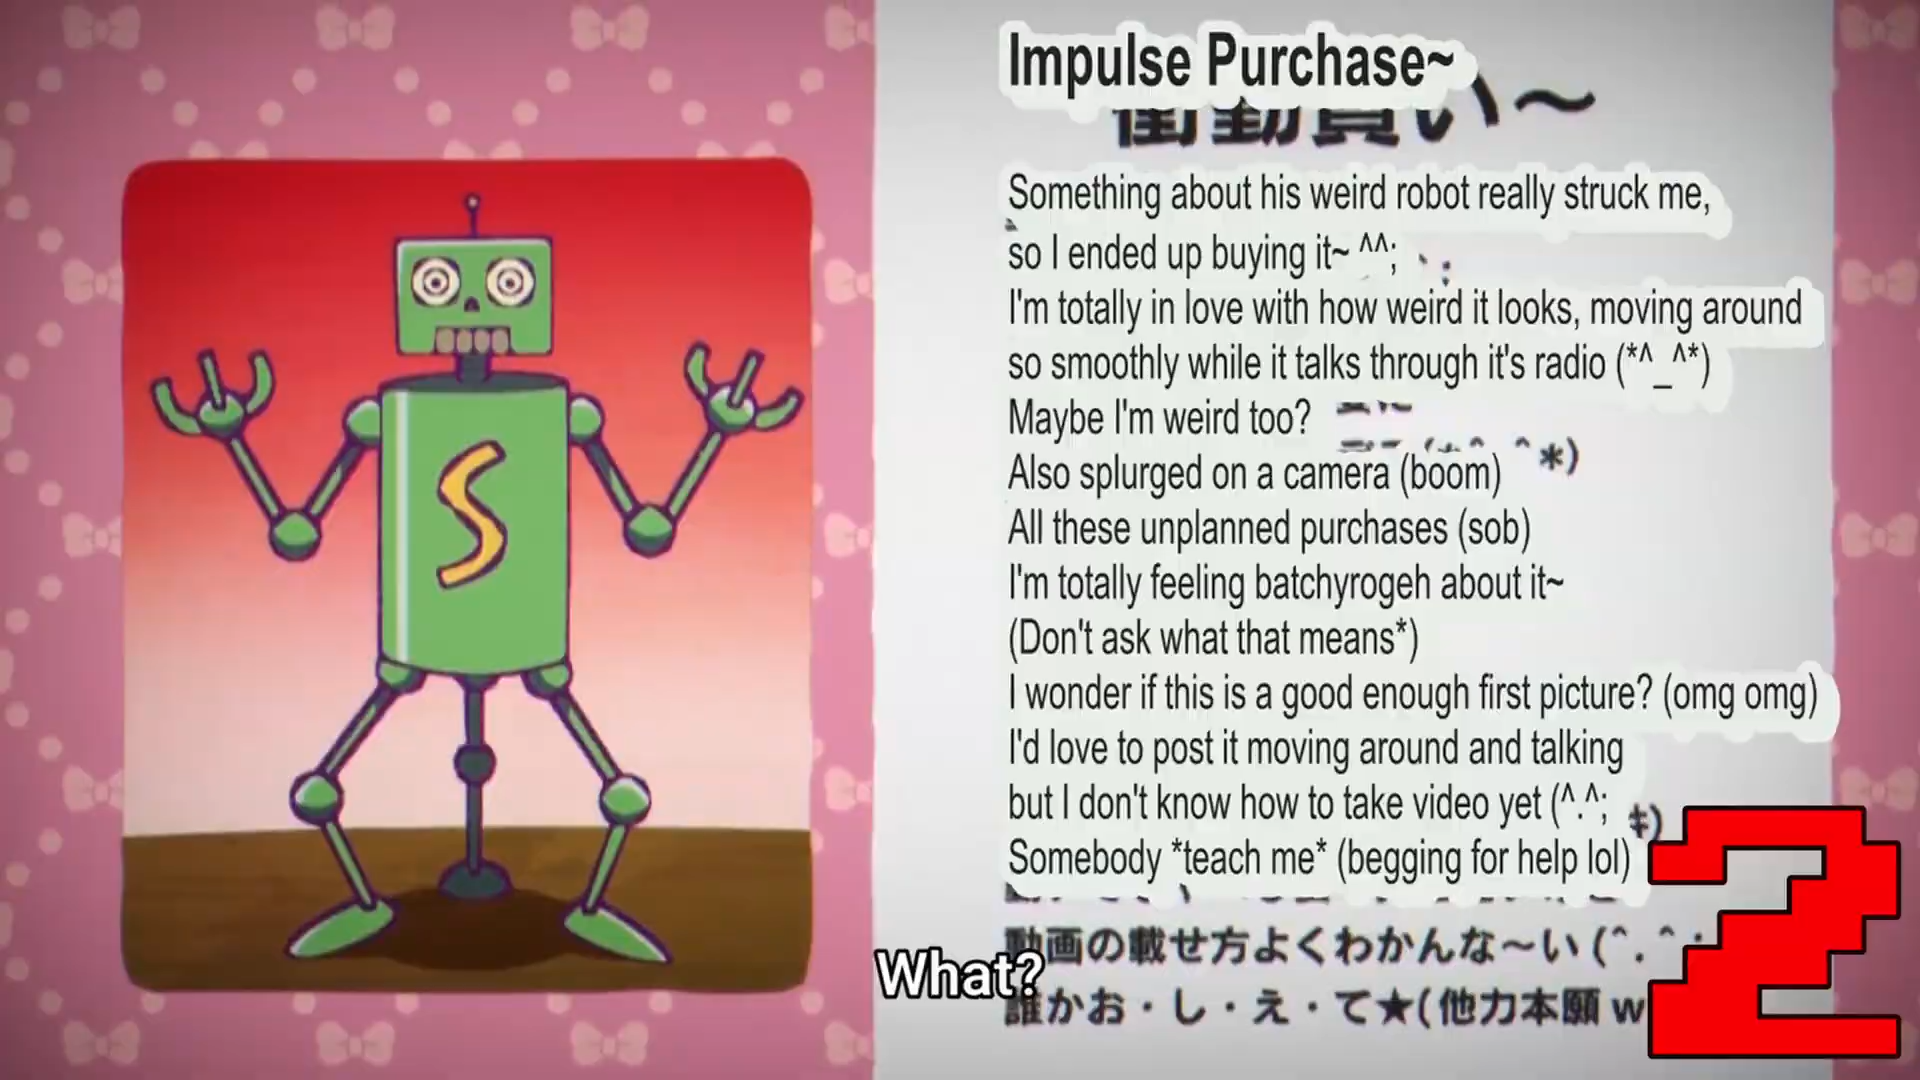 Impulse Purchase~
衝動買い～
Something about his weird robot really struck me,
so I ended up buying it~ ^^;
I'm totally in love with how weird it looks, moving around
so smoothly while it talks through it's radio (*^_^*)
Maybe I'm weird too?
Also splurged on a camera (boom)
All these unplanned purchases (sob)
I'm totally feeling batchyrogeh about it~
(Don't ask what that means*)
I wonder if this is a good enough first picture? (omg omg)
I'd love to post it moving around and talking
but I don't know how to take video yet (^.^;
Somebody *teach me* (begging for help lol)
動画の載せ方よくわかんな～い (^.^;
誰かお・し・え・て★(他力本願 w
What?
S
2